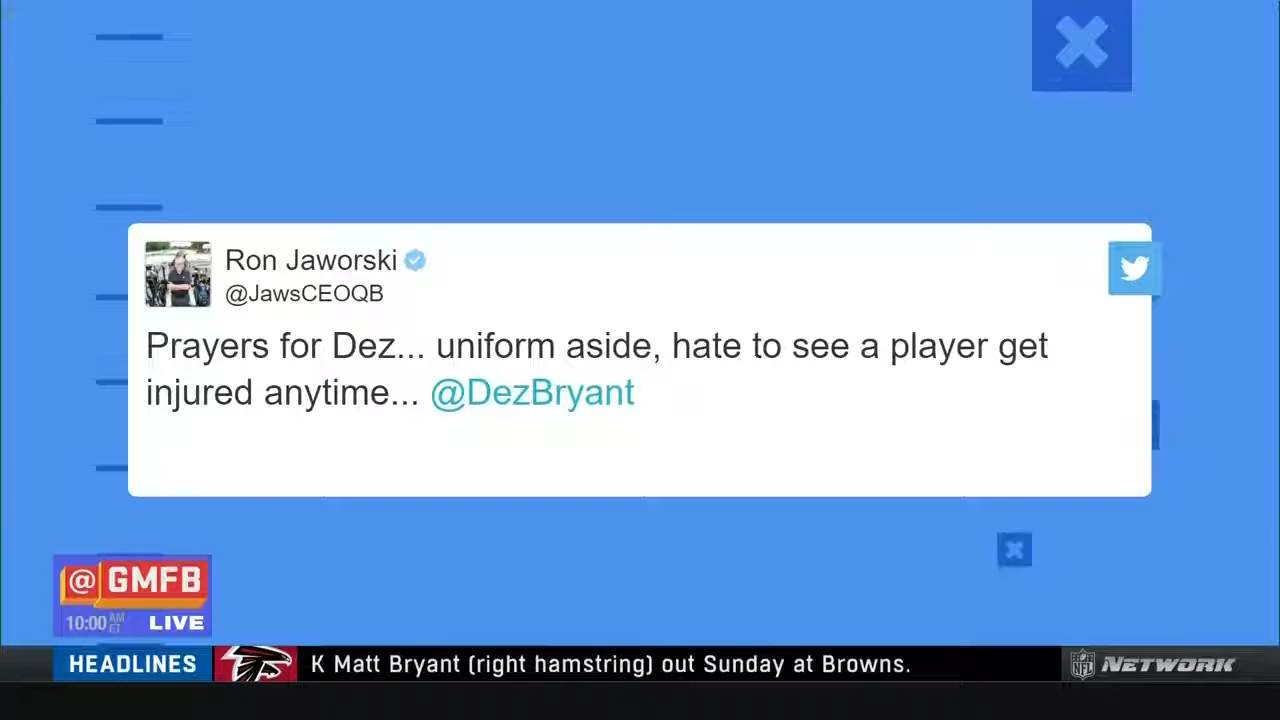 Ron Jaworski
@JawsCEOQB
Prayers for Dez... uniform aside, hate to see a player get
injured anytime... @DezBryant
@ GMFB
10:00 AM ET LIVE
HEADLINES K Matt Bryant (right hamstring) out Sunday at Browns. NFL NETWORK